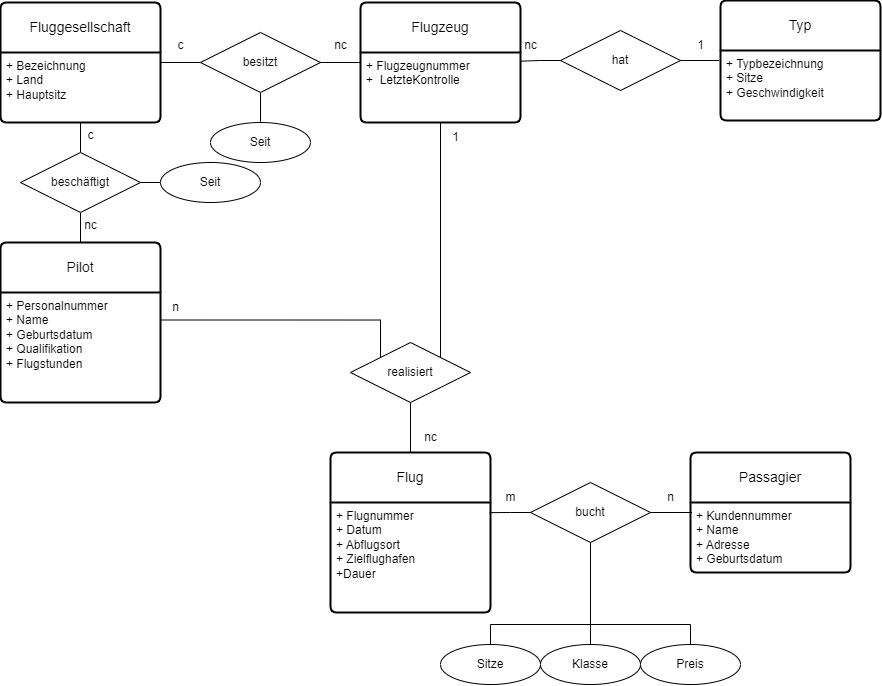 Fluggesellschaft
+ Bezeichnung
+ Land
+ Hauptsitz
c
besitzt
nc
Seit
Flugzeug
+ Flugzeugnummer
+ LetzteKontrolle
nc
hat
1
Typ
+ Typbezeichnung
+ Sitze
+ Geschwindigkeit
c
beschäftigt
Seit
nc
1
Pilot
+ Personalnummer
+ Name
+ Geburtsdatum
+ Qualifikation
+ Flugstunden
n
realisiert
nc
Flug
+ Flugnummer
+ Datum
+ Abflugsort
+ Zielflughafen
+Dauer
m
bucht
n
Passagier
+ Kundennummer
+ Name
+ Adresse
+ Geburtsdatum
Sitze
Klasse
Preis